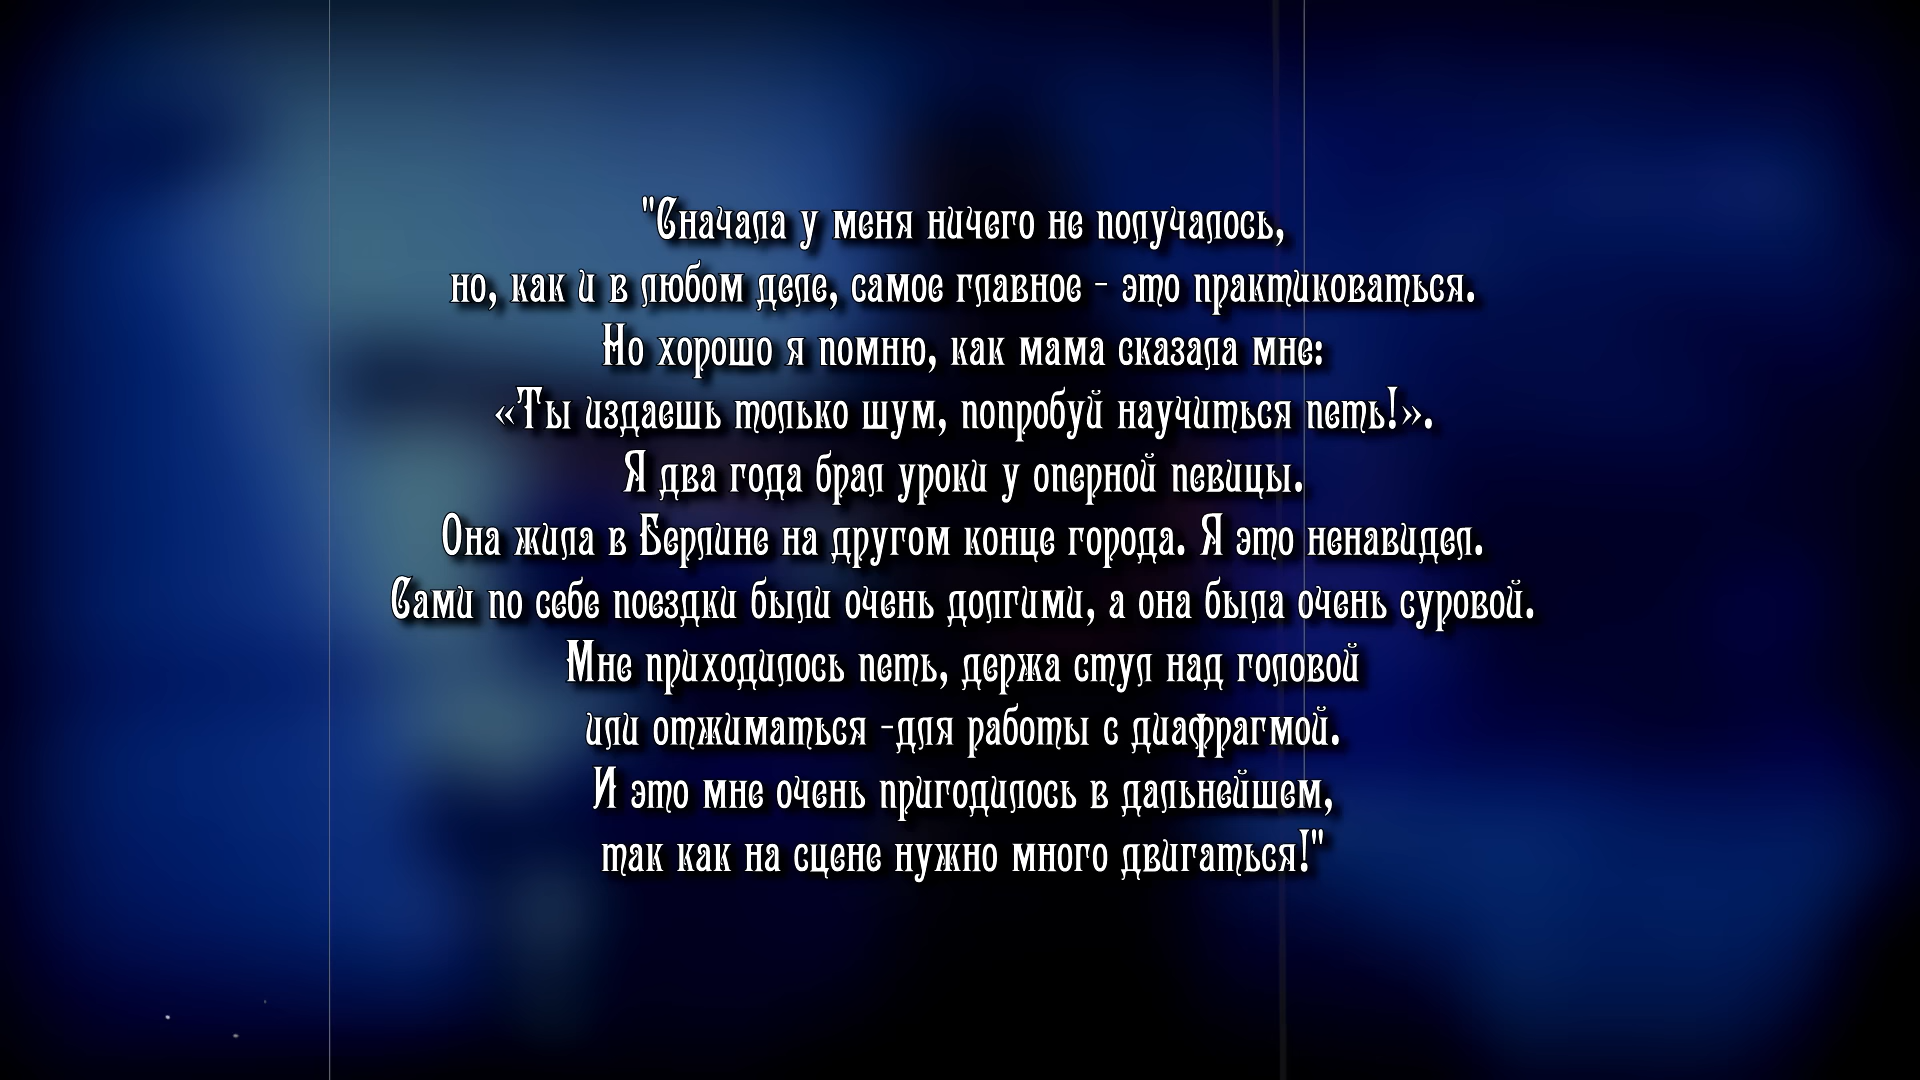 "Сначала у меня ничего не получалось,
но, как и в любом деле, самое главное - это практиковаться.
Но хорошо я помню, как мама сказала мне:
«Ты издаешь только шум, попробуй научиться петь!».
Я два года брал уроки у оперной певицы.
Она жила в Берлине на другом конце города. Я это ненавидел.
Сами по себе поездки были очень долгими, а она была очень суровой.
Мне приходилось петь, держа стул над головой
или отжиматься -для работы с диафрагмой.
И это мне очень пригодилось в дальнейшем,
так как на сцене нужно много двигаться!"